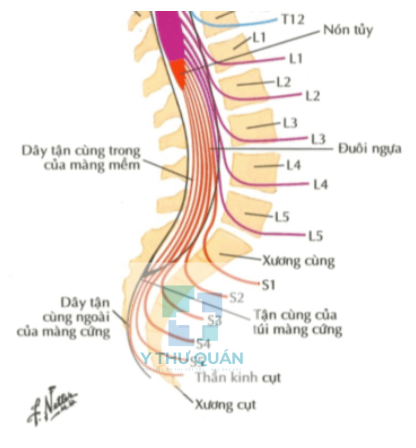 T12
L1
Nón tủy
L1
L2
L2
L3
L3
Đuôi ngựa
Dây tận cùng trong
của màng mềm
L4
L4
L5
L5
Xương cùng
S1
S2
Dây tận
cùng ngoài
của màng cứng
Tận cùng của
túi màng cứng
S3
S4
Y THƯ QUÁN
Thần kinh cụt
Xương cụt
F. Netter